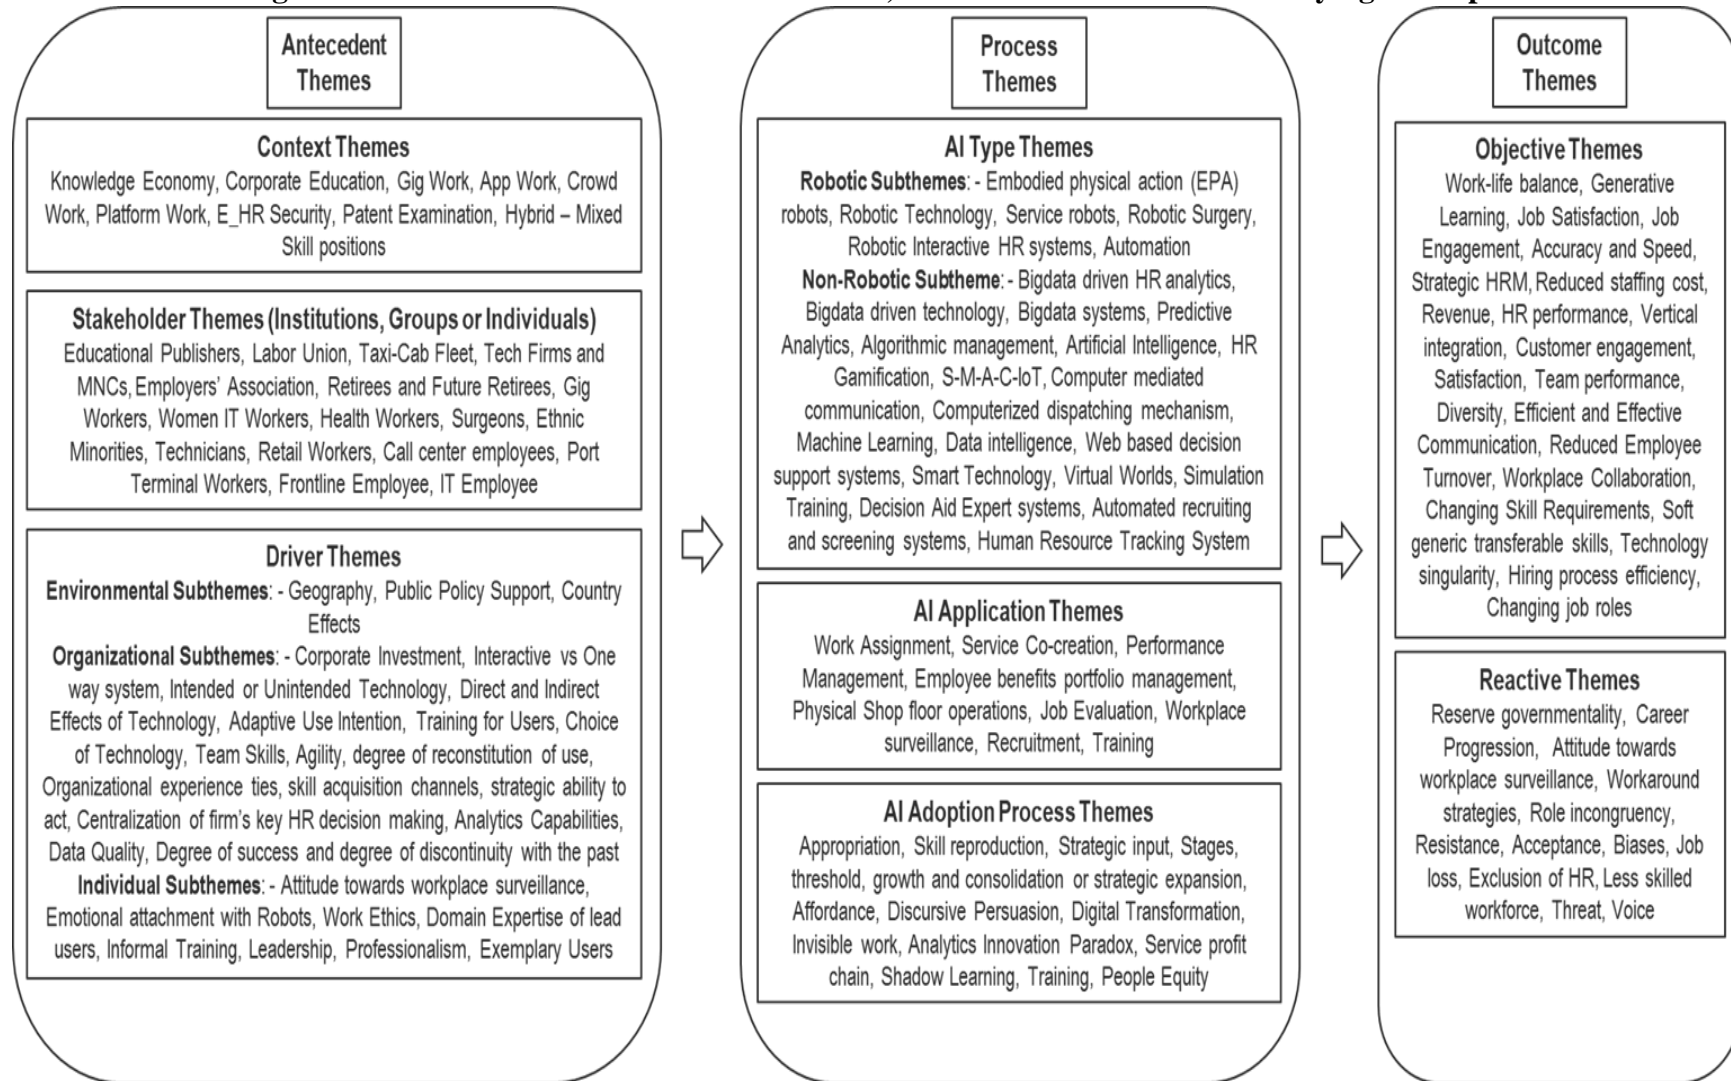 Antecedent
Themes
Context Themes
Knowledge Economy, Corporate Education, Gig Work, App Work, Crowd
Work, Platform Work, E_HR Security, Patent Examination, Hybrid – Mixed
Skill positions
Stakeholder Themes (Institutions, Groups or Individuals)
Educational Publishers, Labor Union, Taxi-Cab Fleet, Tech Firms and
MNCs, Employers’ Association, Retirees and Future Retirees, Gig
Workers, Women IT Workers, Health Workers, Surgeons, Ethnic
Minorities, Technicians, Retail Workers, Call center employees, Port
Terminal Workers, Frontline Employee, IT Employee
Driver Themes
Environmental Subthemes: - Geography, Public Policy Support, Country
Effects
Organizational Subthemes: - Corporate Investment, Interactive vs One
way system, Intended or Unintended Technology, Direct and Indirect
Effects of Technology, Adaptive Use Intention, Training for Users, Choice
of Technology, Team Skills, Agility, degree of reconstitution of use,
Organizational experience ties, skill acquisition channels, strategic ability to
act, Centralization of firm’s key HR decision making, Analytics Capabilities,
Data Quality, Degree of success and degree of discontinuity with the past
Individual Subthemes: - Attitude towards workplace surveillance,
Emotional attachment with Robots, Work Ethics, Domain Expertise of lead
users, Informal Training, Leadership, Professionalism, Exemplary Users
Process
Themes
AI Type Themes
Robotic Subthemes: - Embodied physical action (EPA)
robots, Robotic Technology, Service robots, Robotic Surgery,
Robotic Interactive HR systems, Automation
Non-Robotic Subtheme: - Bigdata driven HR analytics,
Bigdata driven technology, Bigdata systems, Predictive
Analytics, Algorithmic management, Artificial Intelligence, HR
Gamification, S-M-A-C-IoT, Computer mediated
communication, Computerized dispatching mechanism,
Machine Learning, Data intelligence, Web based decision
support systems, Smart Technology, Virtual Worlds, Simulation
Training, Decision Aid Expert systems, Automated recruiting
and screening systems, Human Resource Tracking System
AI Application Themes
Work Assignment, Service Co-creation, Performance
Management, Employee benefits portfolio management,
Physical Shop floor operations, Job Evaluation, Workplace
surveillance, Recruitment, Training
AI Adoption Process Themes
Appropriation, Skill reproduction, Strategic input, Stages,
threshold, growth and consolidation or strategic expansion,
Affordance, Discursive Persuasion, Digital Transformation,
Invisible work, Analytics Innovation Paradox, Service profit
chain, Shadow Learning, Training, People Equity
Outcome
Themes
Objective Themes
Work-life balance, Generative
Learning, Job Satisfaction, Job
Engagement, Accuracy and Speed,
Strategic HRM, Reduced staffing cost,
Revenue, HR performance, Vertical
integration, Customer engagement,
Satisfaction, Team performance,
Diversity, Efficient and Effective
Communication, Reduced Employee
Turnover, Workplace Collaboration,
Changing Skill Requirements, Soft
generic transferable skills, Technology
singularity, Hiring process efficiency,
Changing job roles
Reactive Themes
Reserve governmentality, Career
Progression, Attitude towards
workplace surveillance, Workaround
strategies, Role incongruency,
Resistance, Acceptance, Biases, Job
loss, Exclusion of HR, Less skilled
workforce, Threat, Voice